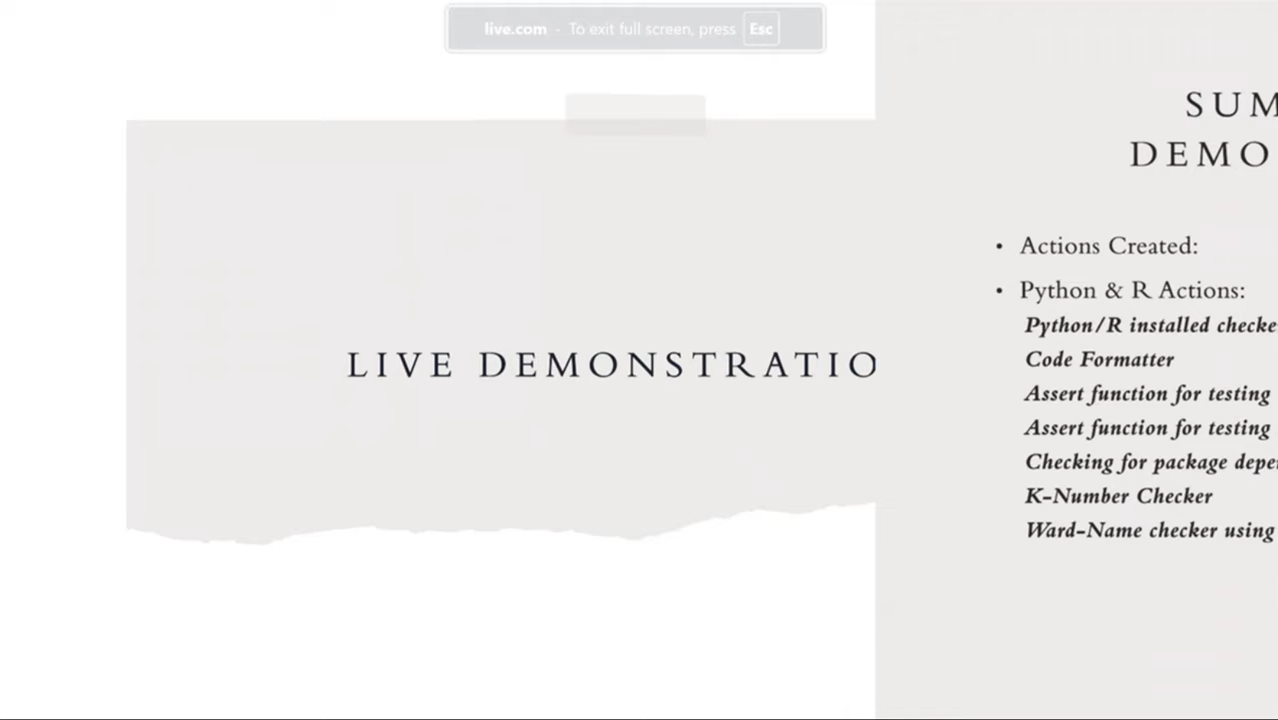 live.com · To exit full screen, press Esc
LIVE DEMONSTRATIO
SUM
DEMO
• Actions Created:
• Python & R Actions:
Python/R installed checke
Code Formatter
Assert function for testing
Assert function for testing
Checking for package depe
K-Number Checker
Ward-Name checker using